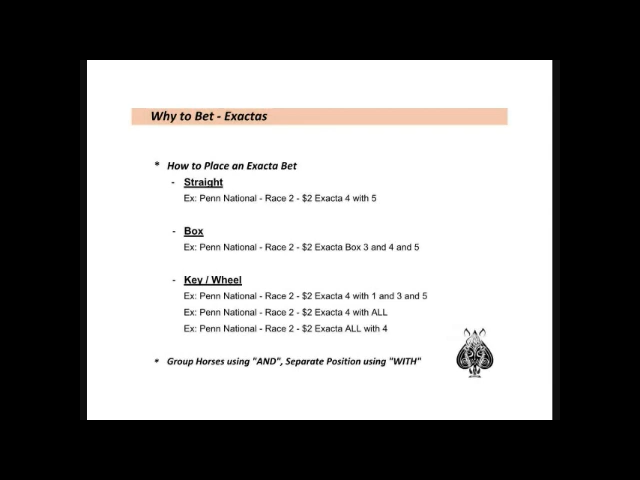 Why to Bet - Exactas
* How to Place an Exacta Bet
- Straight
Ex: Penn National - Race 2 - $2 Exacta 4 with 5
- Box
Ex: Penn National - Race 2 - $2 Exacta Box 3 and 4 and 5
- Key / Wheel
Ex: Penn National - Race 2 - $2 Exacta 4 with 1 and 3 and 5
Ex: Penn National - Race 2 - $2 Exacta 4 with ALL
Ex: Penn National - Race 2 - $2 Exacta ALL with 4
* Group Horses using "AND", Separate Position using "WITH"